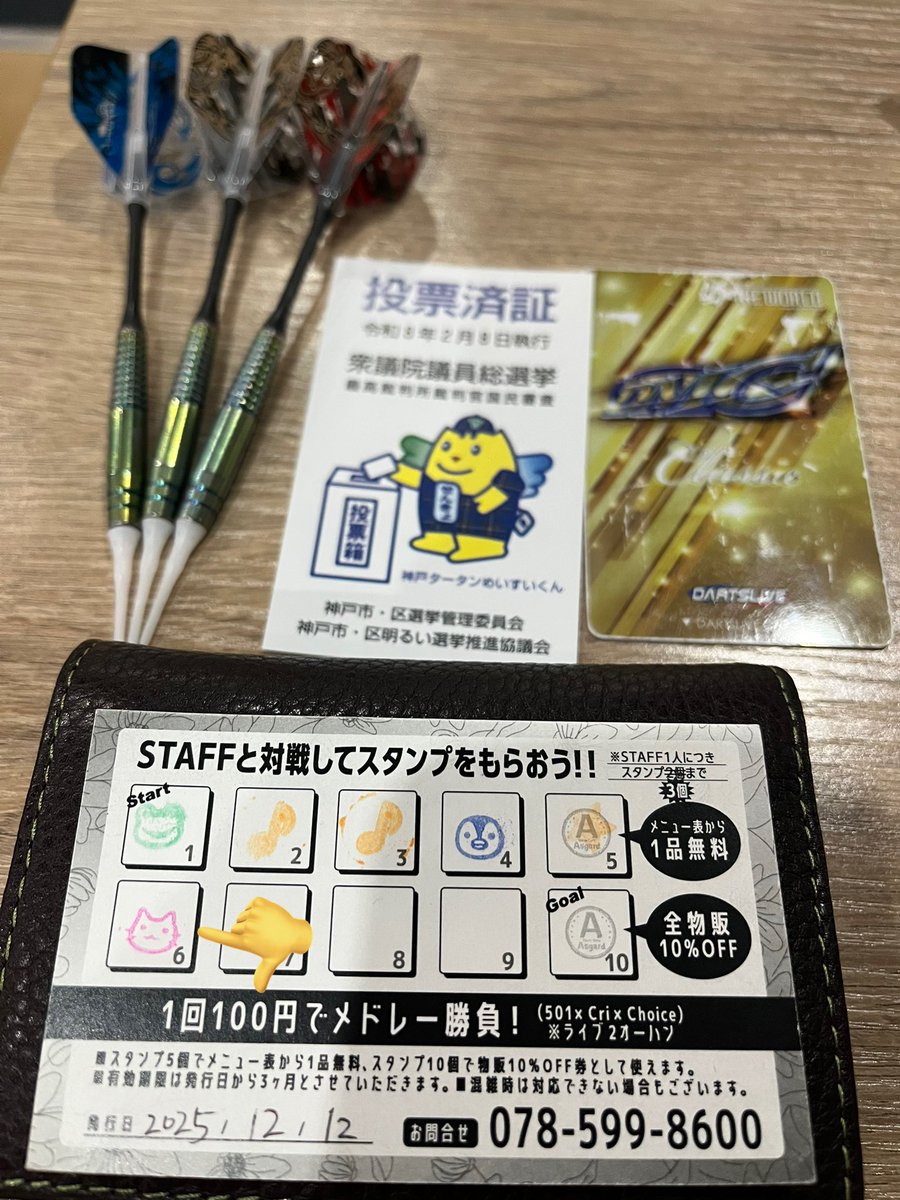 投票済証
令和8年2月8日執行
衆議院議員総選挙
最高裁判所裁判官国民審査
投票箱
せんきょ
神戸タータンめいすいくん
神戸市・区選挙管理委員会
神戸市・区明るい選挙推進協議会
NEWORLD
Classic
DARTSLIVE
STAFFと対戦してスタンプをもらおう!!
※STAFF1人につき
スタンプ2個まで
3個
Start
1
2
3
4
A
Asgard
5
メニュー表から
1品無料
6
7
8
9
Goal
A
Asgard
10
全物販
10%OFF
1回100円でメドレー勝負!
(501×Cri×Choice)
※ライブ2オーハン
■スタンプ5個でメニュー表から1品無料、スタンプ10個で物販10%OFF券として使えます。
■有効期限は発行日から3ヶ月とさせていただきます。■混雑時は対応できない場合もございます。
発行日 2025, 12, 12
お問合せ 078-599-8600